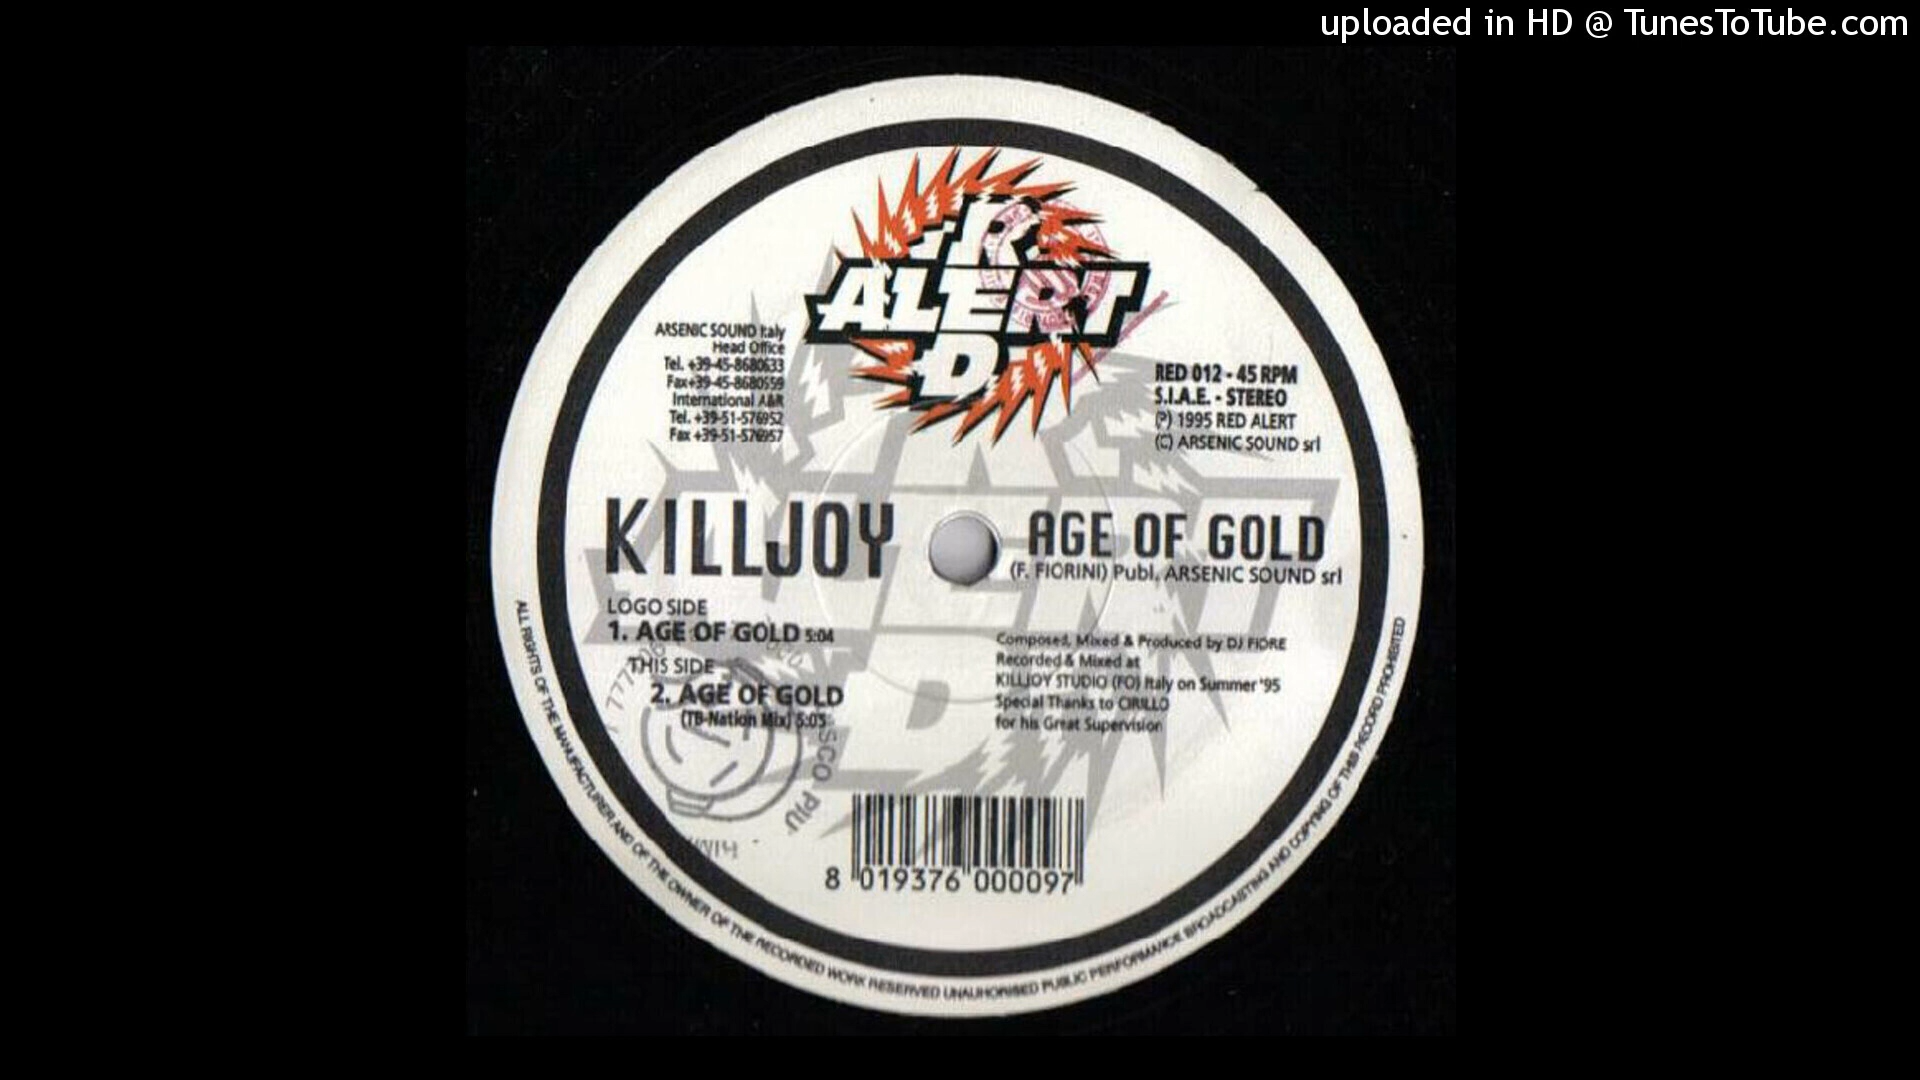 uploaded in HD @ TunesToTube.com
R
ALERT
D
ARSENIC SOUND Italy
Head Office
Tel. +39-45-8680633
Fax+39-45-8680559
International A&R
Tel. +39-51-576952
Fax +39-51-576957
RED 012 - 45 RPM
S.I.A.E. - STEREO
(P) 1995 RED ALERT
(C) ARSENIC SOUND srl
KILLJOY
AGE OF GOLD
(F. FIORINI) Publ. ARSENIC SOUND srl
LOGO SIDE
1. AGE OF GOLD 5:04
THIS SIDE
2. AGE OF GOLD
(TB-Nation Mix) 5:05
Composed, Mixed & Produced by DJ FIORE
Recorded & Mixed at
KILLJOY STUDIO (FO) Italy on Summer '95
Special Thanks to CIRILLO
for his Great Supervision
DISCO PIU
8 019376 000097
ALL RIGHTS OF THE MANUFACTURER AND OF THE OWNER OF THE RECORDED WORK RESERVED UNAUHORISED PUBLIC PERFORMANCE BROADCASTING AND COPYING OF THIS RECORD PROHIBITED